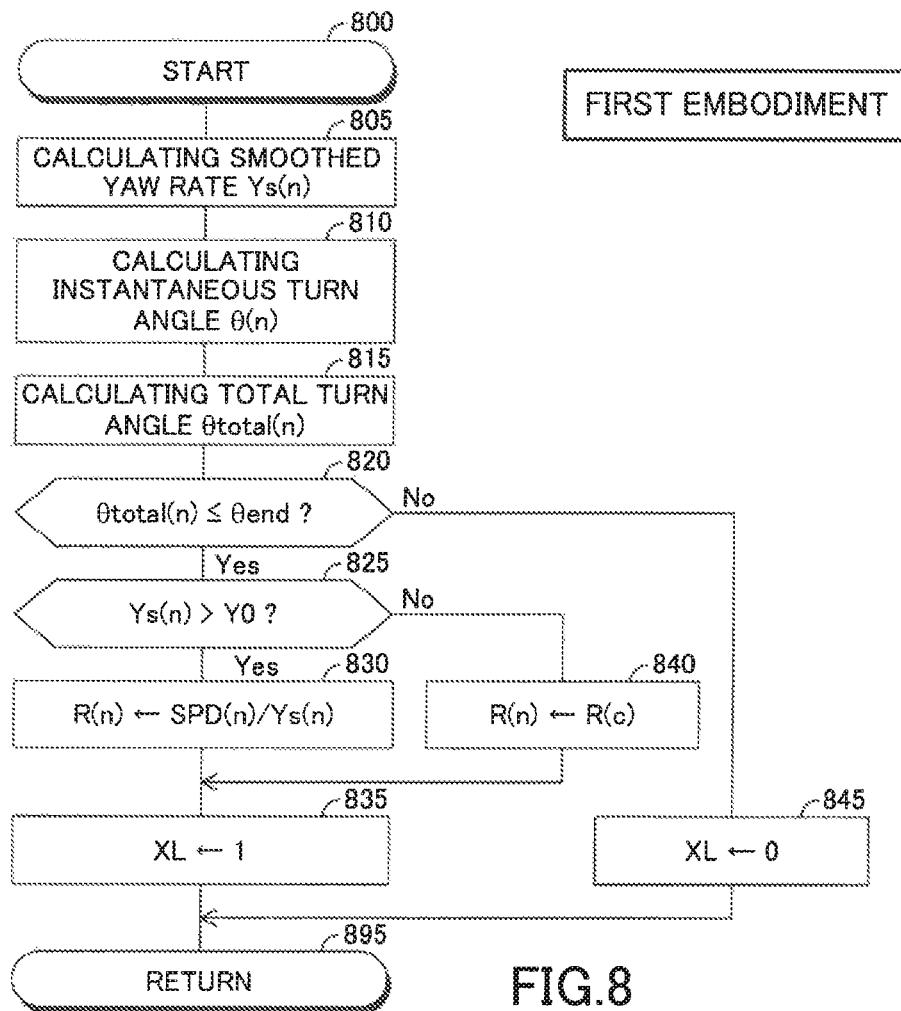 800
START
FIRST EMBODIMENT
805
CALCULATING SMOOTHED
YAW RATE Ys(n)
810
CALCULATING
INSTANTANEOUS TURN
ANGLE θ(n)
815
CALCULATING TOTAL TURN
ANGLE θtotal(n)
820
θtotal(n) ≤ θend ?
No
Yes
825
Ys(n) > Y0 ?
No
Yes
830
R(n) ← SPD(n)/Ys(n)
840
R(n) ← R(c)
835
XL ← 1
845
XL ← 0
895
RETURN
FIG.8